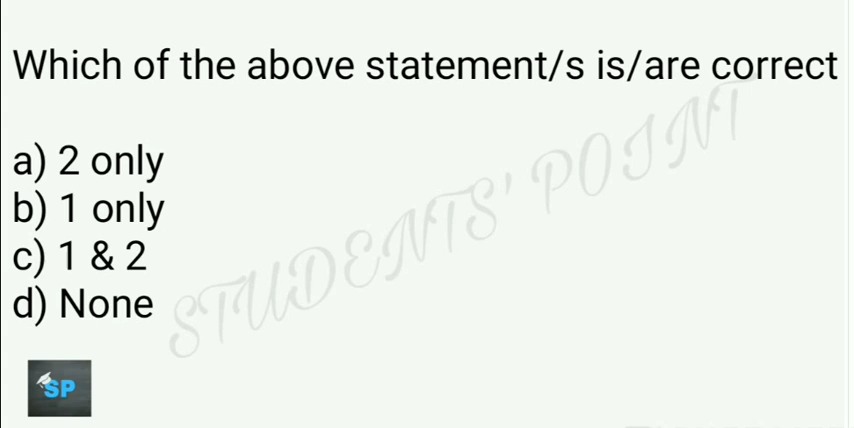 Which of the above statement/s is/are correct
a) 2 only
b) 1 only
c) 1 & 2
d) None
STUDENTS' POINT
SP